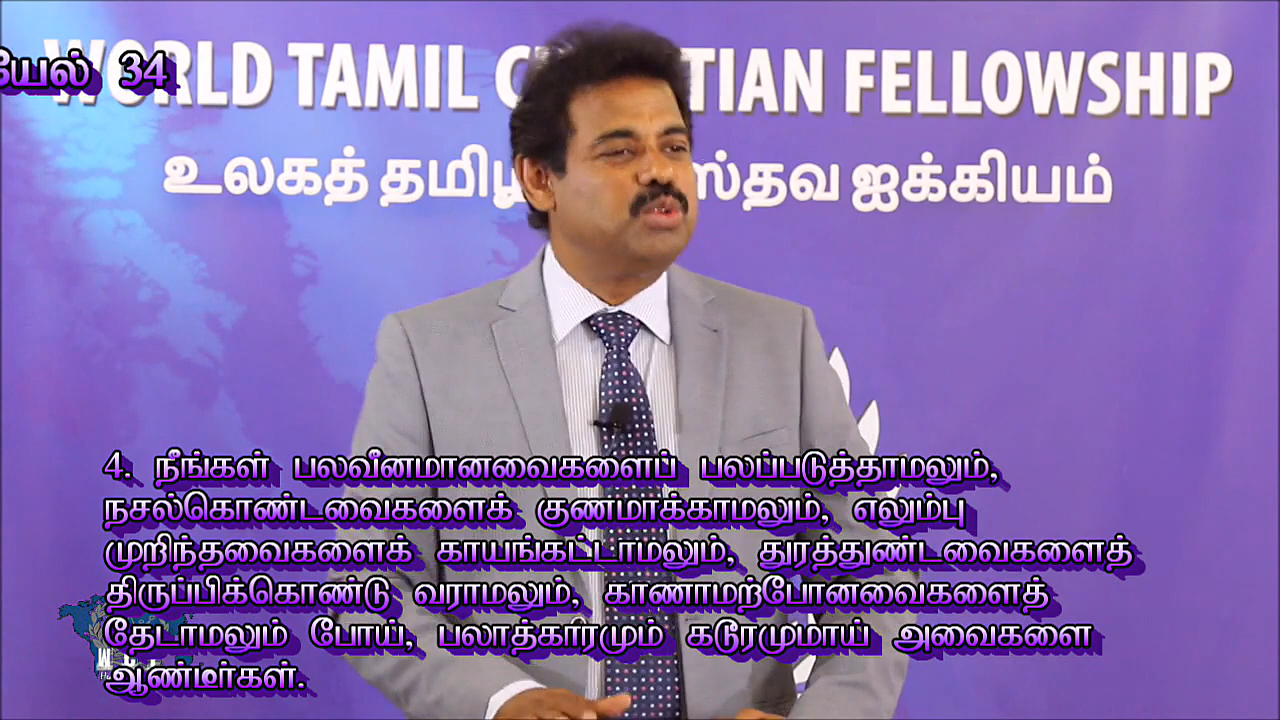 யேல் 34
WORLD TAMIL TIAN FELLOWSHIP
உலகத் தமிழ ஸ்தவ ஐக்கியம்
4. நீங்கள் பலவீனமானவைகளைப் பலப்படுத்தாமலும்,
நசல்கொண்டவைகளைக் குணமாக்காமலும், எலும்பு
முறிந்தவைகளைக் காயங்கட்டாமலும், துரத்துண்டவைகளைத்
திருப்பிக்கொண்டு வராமலும், காணாமற்போனவைகளைத்
தேடாமலும் போய், பலாத்காரமும் கடூரமுமாய் அவைகளை
ஆண்டீர்கள்.